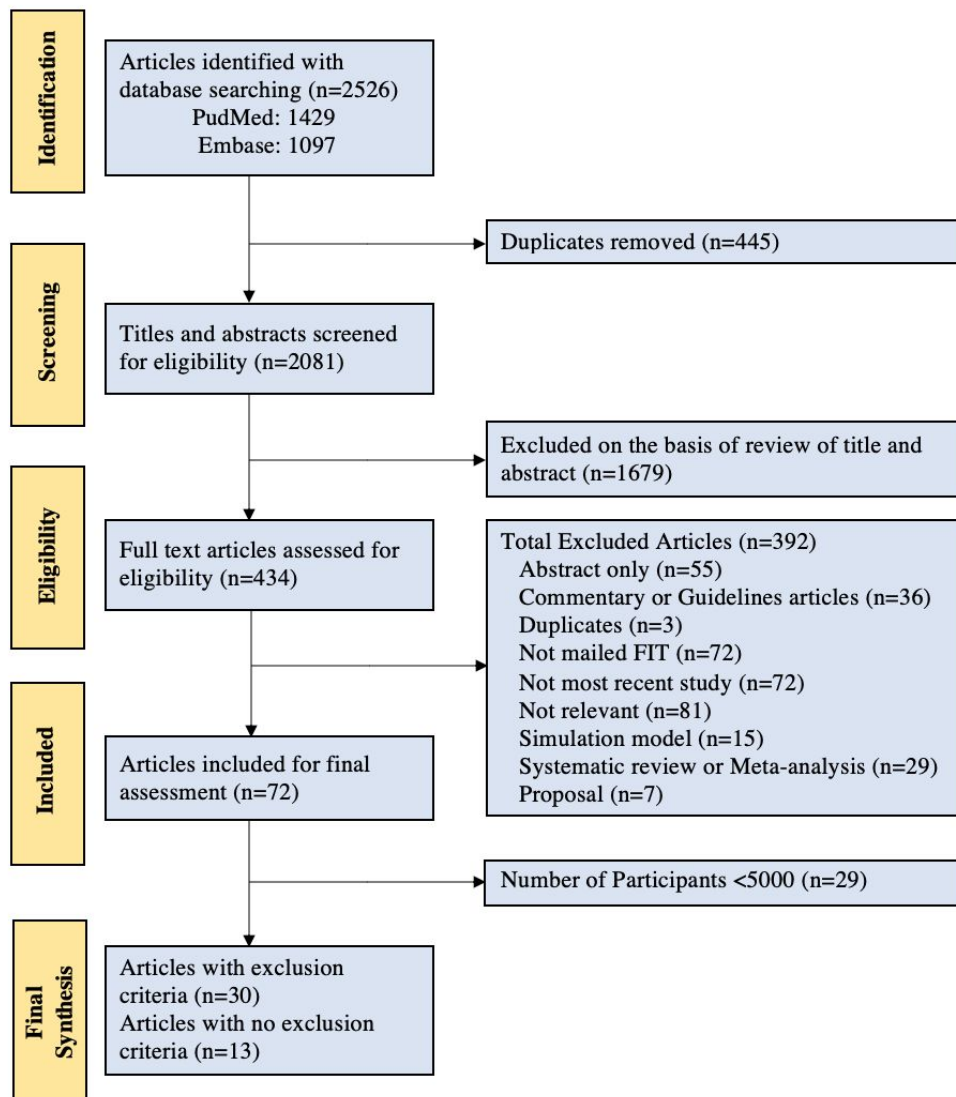 Identification
Articles identified with
database searching (n=2526)
PudMed: 1429
Embase: 1097
Duplicates removed (n=445)
Screening
Titles and abstracts screened
for eligibility (n=2081)
Excluded on the basis of review of title and
abstract (n=1679)
Eligibility
Full text articles assessed for
eligibility (n=434)
Total Excluded Articles (n=392)
Abstract only (n=55)
Commentary or Guidelines articles (n=36)
Duplicates (n=3)
Not mailed FIT (n=72)
Not most recent study (n=72)
Not relevant (n=81)
Simulation model (n=15)
Systematic review or Meta-analysis (n=29)
Proposal (n=7)
Included
Articles included for final
assessment (n=72)
Number of Participants <5000 (n=29)
Final
Synthesis
Articles with exclusion
criteria (n=30)
Articles with no exclusion
criteria (n=13)